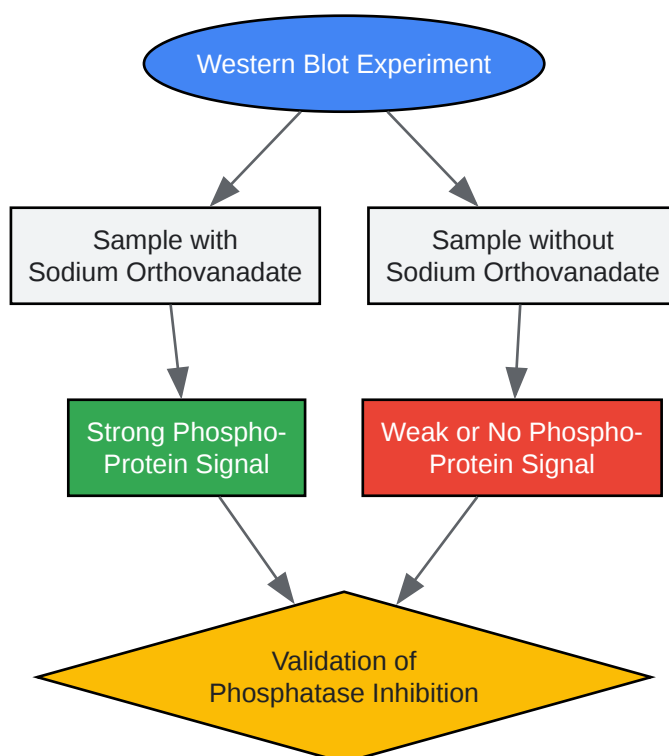 Western Blot Experiment
Sample with
Sodium Orthovanadate
Sample without
Sodium Orthovanadate
Strong Phospho-
Protein Signal
Weak or No Phospho-
Protein Signal
Validation of
Phosphatase Inhibition